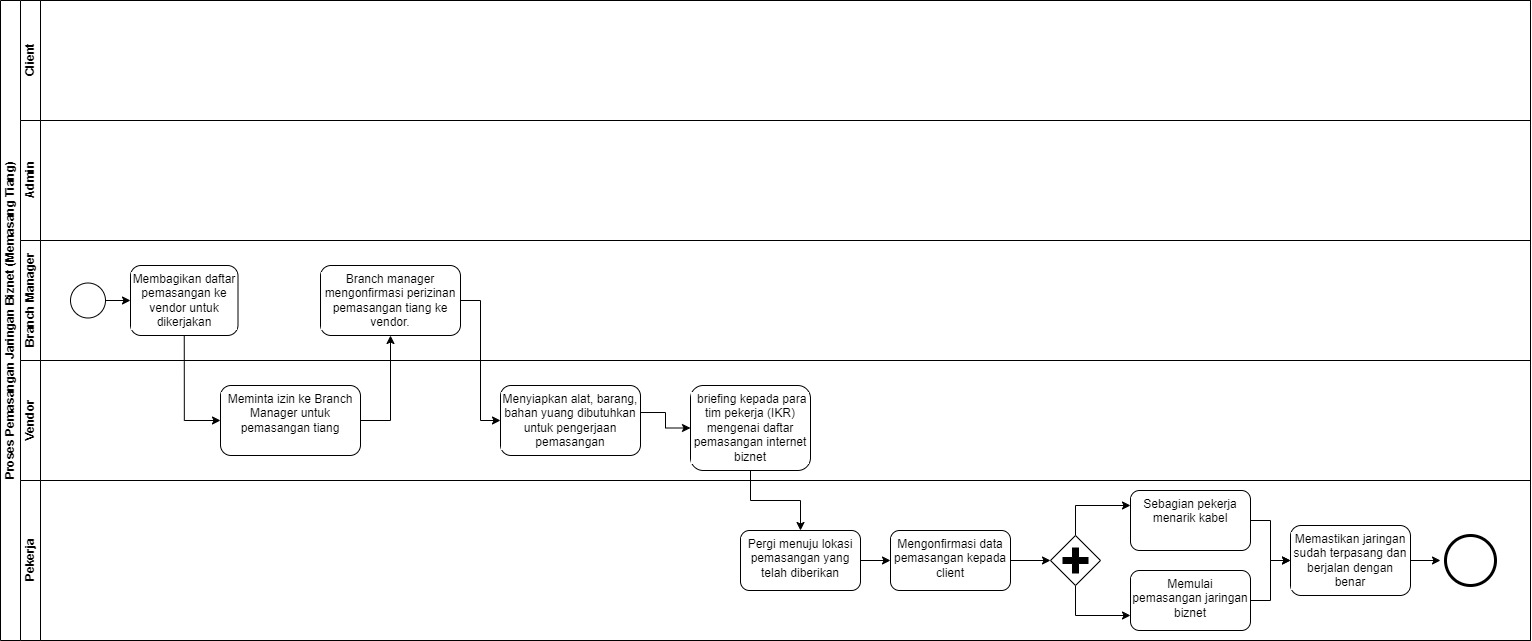 Proses Pemasangan Jaringan Biznet (Memasang Tiang)
Client
Admin
Branch Manager
Membagikan daftar
pemasangan ke
vendor untuk
dikerjakan
Branch manager
mengonfirmasi perizinan
pemasangan tiang ke
vendor.
Vendor
Meminta izin ke Branch
Manager untuk
pemasangan tiang
Menyiapkan alat, barang,
bahan yuang dibutuhkan
untuk pengerjaan
pemasangan
briefing kepada para
tim pekerja (IKR)
mengenai daftar
pemasangan internet
biznet
Pekerja
Pergi menuju lokasi
pemasangan yang
telah diberikan
Mengonfirmasi data
pemasangan kepada
client
Sebagian pekerja
menarik kabel
Memulai
pemasangan jaringan
biznet
Memastikan jaringan
sudah terpasang dan
berjalan dengan
benar